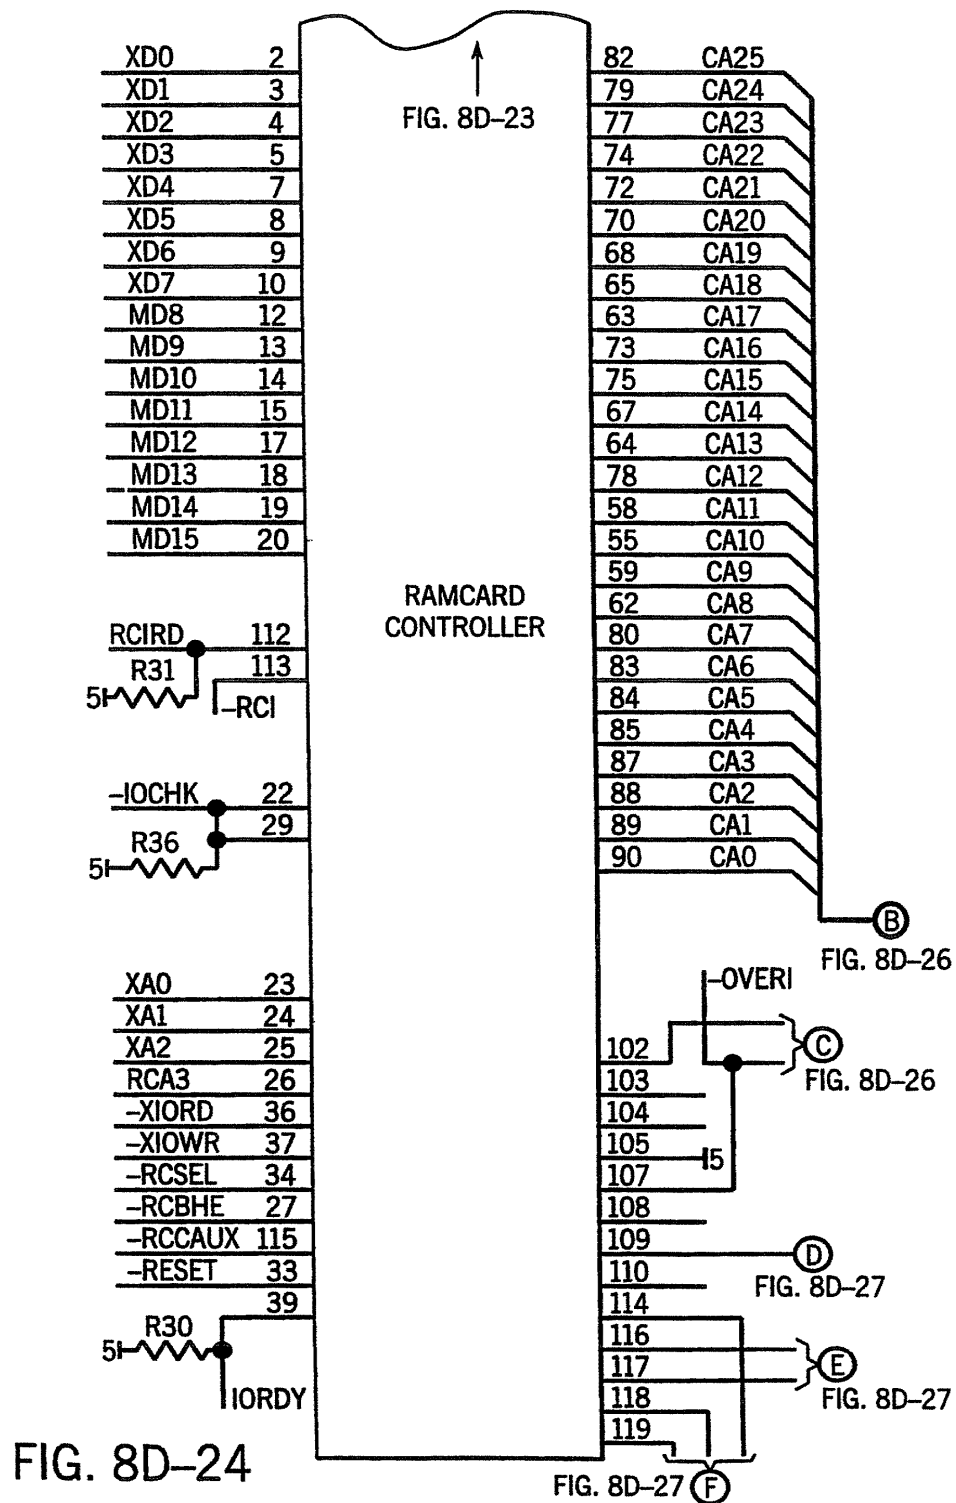 FIG. 8D–23
XD0 2
XD1 3
XD2 4
XD3 5
XD4 7
XD5 8
XD6 9
XD7 10
MD8 12
MD9 13
MD10 14
MD11 15
MD12 17
MD13 18
MD14 19
MD15 20
RCIRD 112
R31 113
5
–RCI
–IOCHK 22
29
R36
5
XA0 23
XA1 24
XA2 25
RCA3 26
–XIORD 36
–XIOWR 37
–RCSEL 34
–RCBHE 27
–RCCAUX 115
–RESET 33
39
R30
5
IORDY
RAMCARD
CONTROLLER
82 CA25
79 CA24
77 CA23
74 CA22
72 CA21
70 CA20
68 CA19
65 CA18
63 CA17
73 CA16
75 CA15
67 CA14
64 CA13
78 CA12
58 CA11
55 CA10
59 CA9
62 CA8
80 CA7
83 CA6
84 CA5
85 CA4
87 CA3
88 CA2
89 CA1
90 CA0
B
FIG. 8D–26
–OVERI
102
C
FIG. 8D–26
103
104
105 5
107
108
109 D
FIG. 8D–27
110
114
116
117
E
FIG. 8D–27
118
119
FIG. 8D–27 F
FIG. 8D–24